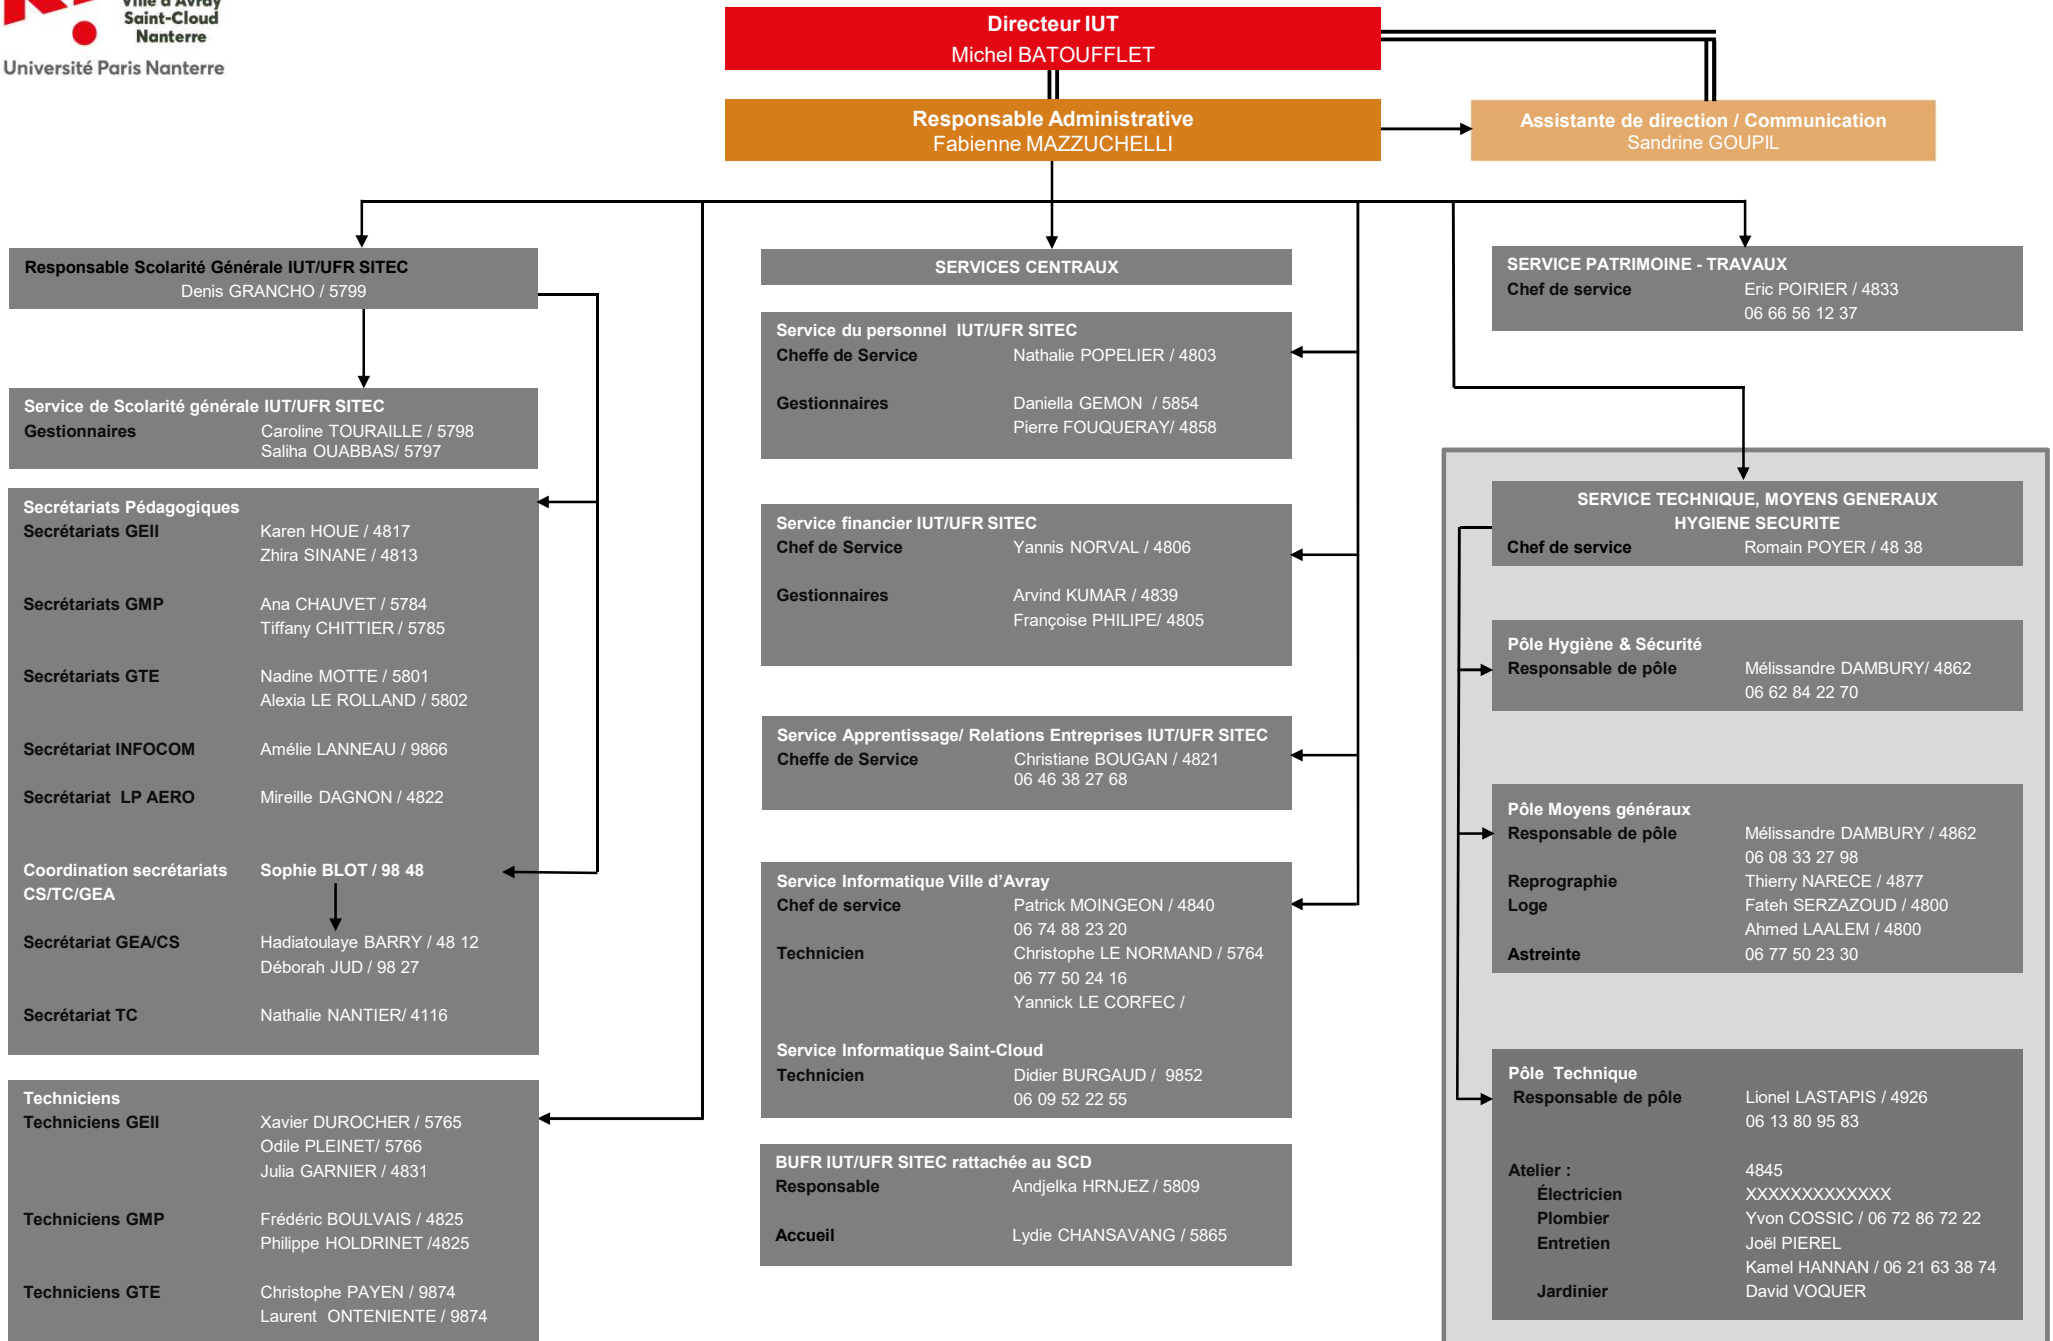 Ville d'Avray
Saint-Cloud
Nanterre
Université Paris Nanterre
Directeur IUT
Michel BATOUFFLET
Responsable Administrative
Fabienne MAZZUCHELLI
Assistante de direction / Communication
Sandrine GOUPIL
Responsable Scolarité Générale IUT/UFR SITEC
Denis GRANCHO / 5799
Service de Scolarité générale IUT/UFR SITEC
Gestionnaires Caroline TOURAILLE / 5798
Saliha OUABBAS/ 5797
Secrétariats Pédagogiques
Secrétariats GEII Karen HOUE / 4817
Zhira SINANE / 4813
Secrétariats GMP Ana CHAUVET / 5784
Tiffany CHITTIER / 5785
Secrétariats GTE Nadine MOTTE / 5801
Alexia LE ROLLAND / 5802
Secrétariat INFOCOM Amélie LANNEAU / 9866
Secrétariat LP AERO Mireille DAGNON / 4822
Coordination secrétariats Sophie BLOT / 98 48
CS/TC/GEA
Secrétariat GEA/CS Hadiatoulaye BARRY / 48 12
Déborah JUD / 98 27
Secrétariat TC Nathalie NANTIER/ 4116
Techniciens
Techniciens GEII Xavier DUROCHER / 5765
Odile PLEINET/ 5766
Julia GARNIER / 4831
Techniciens GMP Frédéric BOULVAIS / 4825
Philippe HOLDRINET /4825
Techniciens GTE Christophe PAYEN / 9874
Laurent ONTENIENTE / 9874
SERVICES CENTRAUX
Service du personnel IUT/UFR SITEC
Cheffe de Service Nathalie POPELIER / 4803
Gestionnaires Daniella GEMON / 5854
Pierre FOUQUERAY/ 4858
Service financier IUT/UFR SITEC
Chef de Service Yannis NORVAL / 4806
Gestionnaires Arvind KUMAR / 4839
Françoise PHILIPE/ 4805
Service Apprentissage/ Relations Entreprises IUT/UFR SITEC
Cheffe de Service Christiane BOUGAN / 4821
06 46 38 27 68
Service Informatique Ville d'Avray
Chef de service Patrick MOINGEON / 4840
06 74 88 23 20
Technicien Christophe LE NORMAND / 5764
06 77 50 24 16
Yannick LE CORFEC /
Service Informatique Saint-Cloud
Technicien Didier BURGAUD / 9852
06 09 52 22 55
BUFR IUT/UFR SITEC rattachée au SCD
Responsable Andjelka HRNJEZ / 5809
Accueil Lydie CHANSAVANG / 5865
SERVICE PATRIMOINE - TRAVAUX
Chef de service Eric POIRIER / 4833
06 66 56 12 37
SERVICE TECHNIQUE, MOYENS GENERAUX
HYGIENE SECURITE
Chef de service Romain POYER / 48 38
Pôle Hygiène & Sécurité
Responsable de pôle Mélissandre DAMBURY/ 4862
06 62 84 22 70
Pôle Moyens généraux
Responsable de pôle Mélissandre DAMBURY / 4862
06 08 33 27 98
Reprographie Thierry NARECE / 4877
Loge Fateh SERZAZOUD / 4800
Ahmed LAALEM / 4800
Astreinte 06 77 50 23 30
Pôle Technique
Responsable de pôle Lionel LASTAPIS / 4926
06 13 80 95 83
Atelier : 4845
Électricien XXXXXXXXXXXXX
Plombier Yvon COSSIC / 06 72 86 72 22
Entretien Joël PIEREL
Kamel HANNAN / 06 21 63 38 74
Jardinier David VOQUER